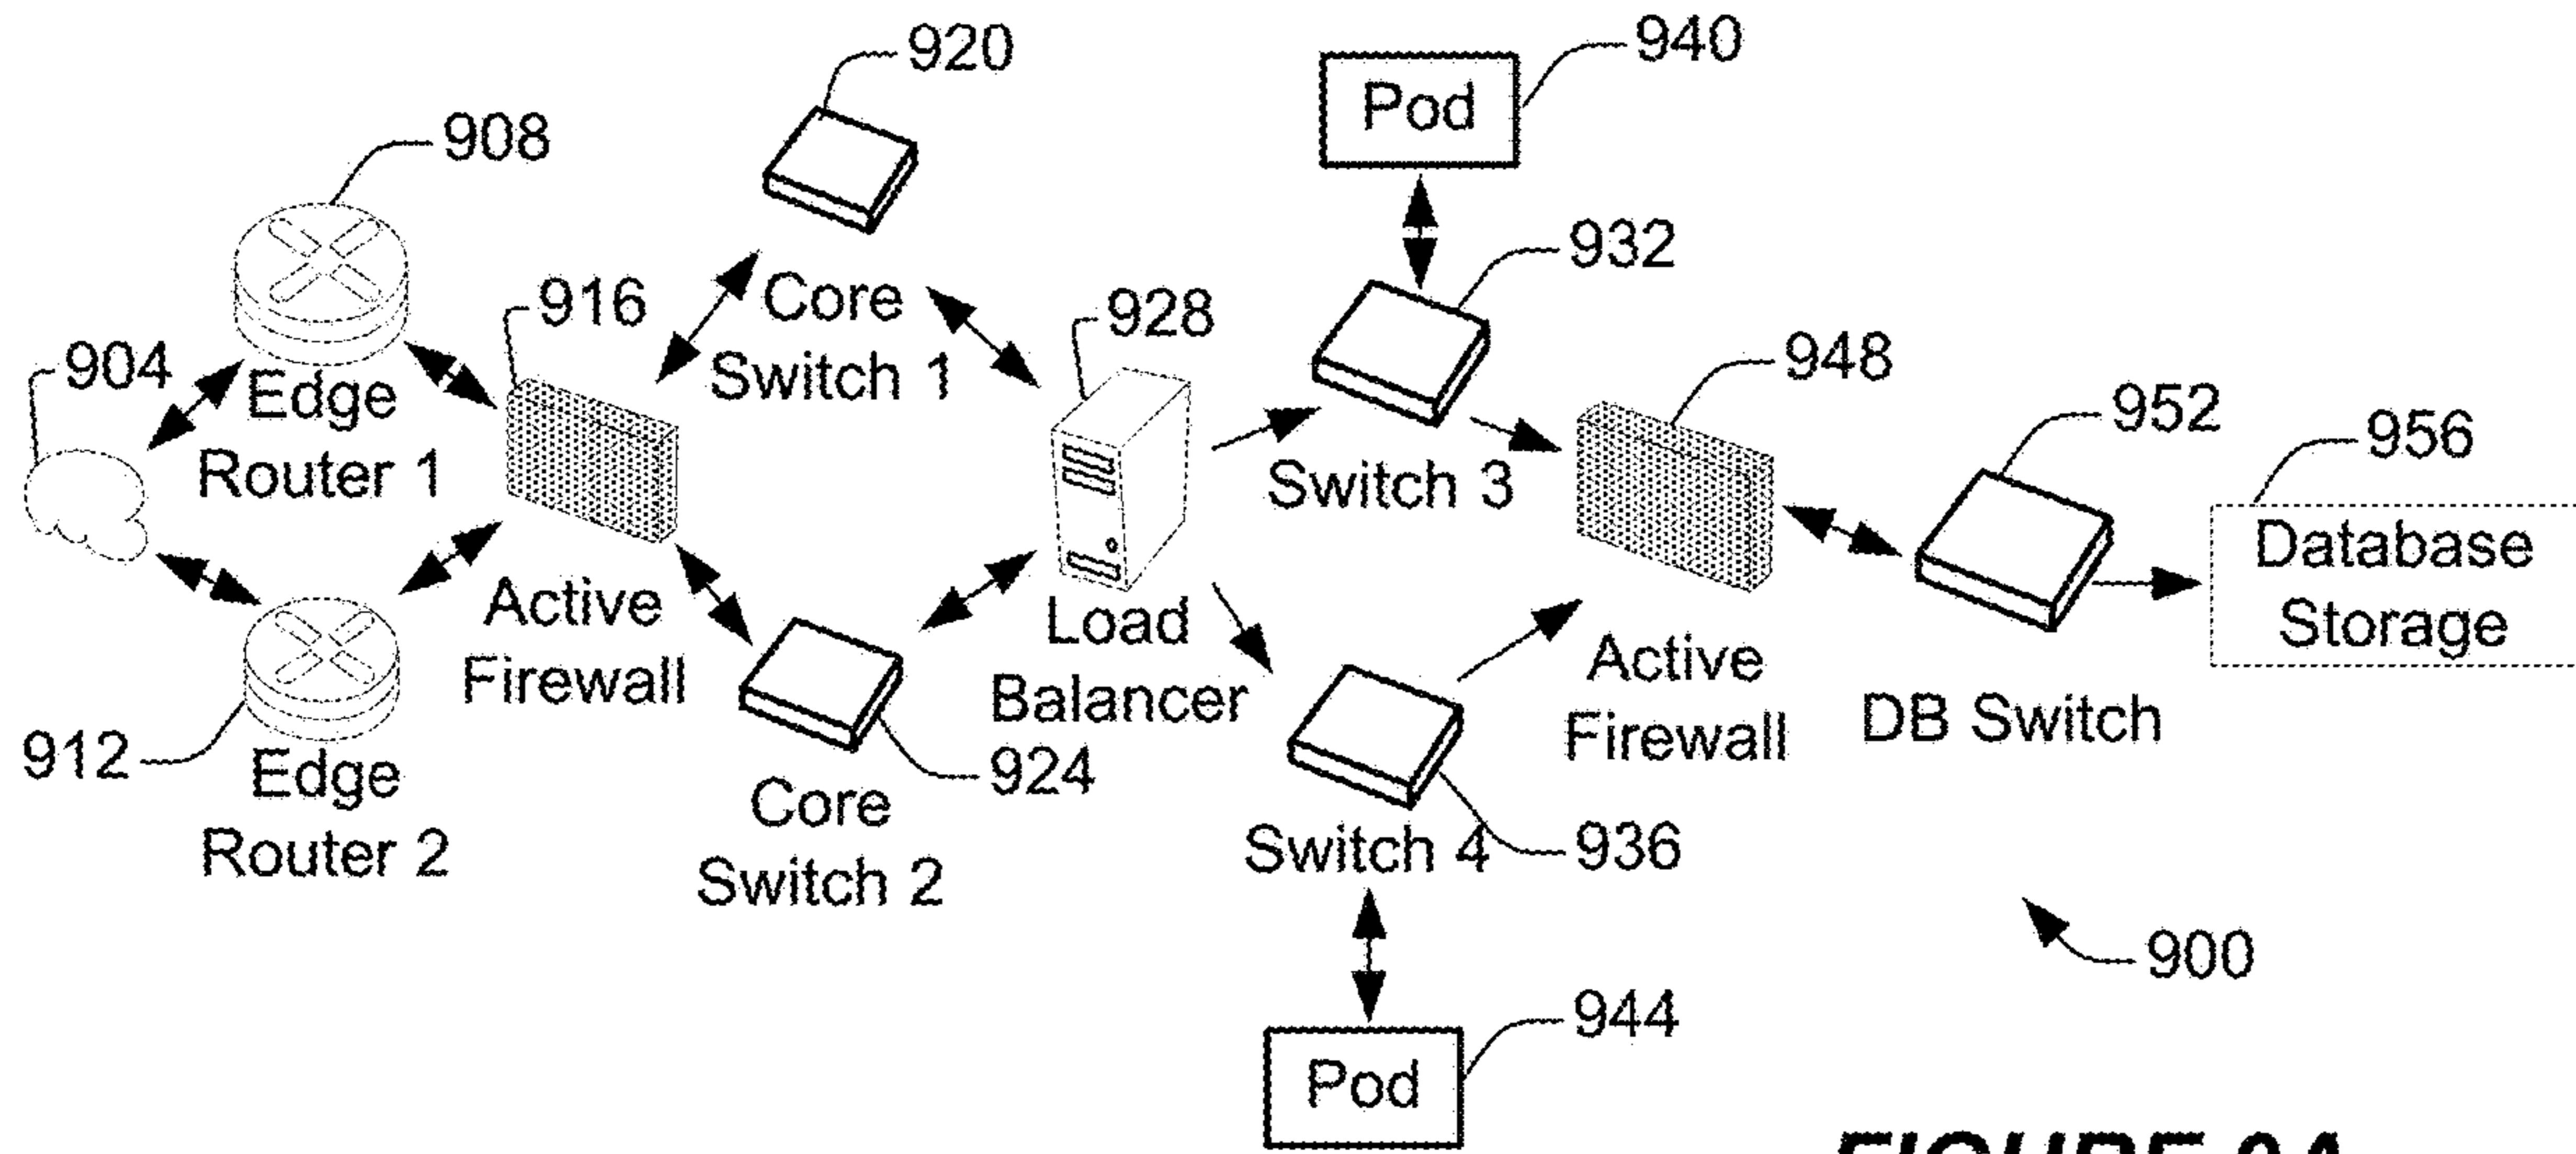 920
940
Pod
908
932
Core
Switch 1
916
928
948
904
Edge
Router 1
Switch 3
952
956
Database
Storage
Active
Firewall
Load
Balancer
Active
Firewall
DB Switch
912
Edge
Router 2
924
Core
Switch 2
Switch 4
936
900
944
Pod